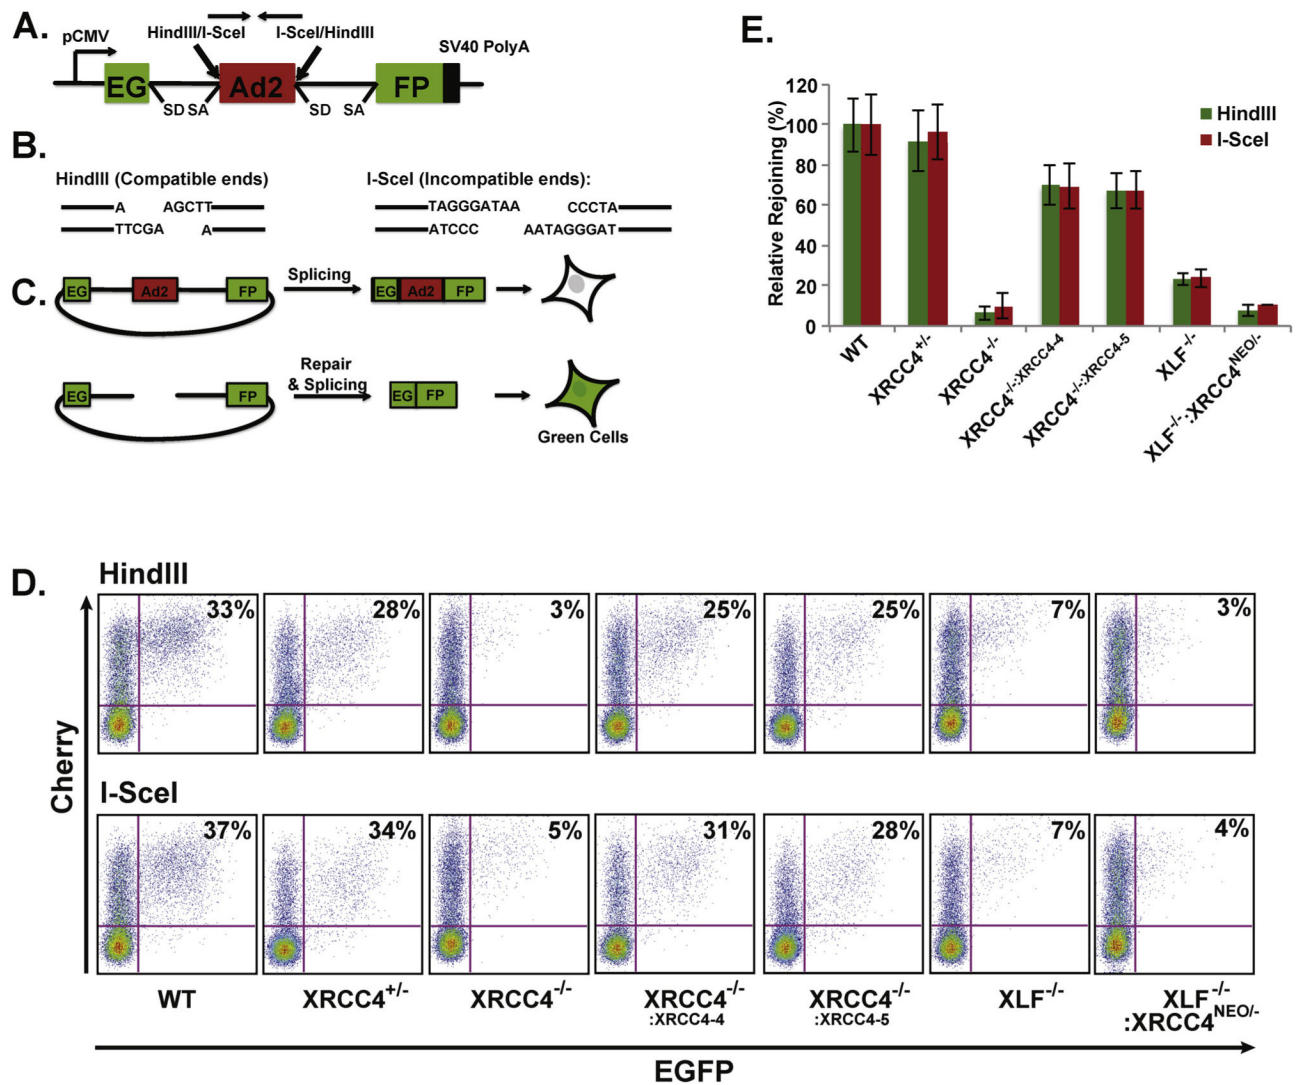 A.
pCMV
HindIII/I-SceI
I-SceI/HindIII
SV40 PolyA
EG
Ad2
FP
SD SA
SD
SA
B.
HindIII (Compatible ends)
I-SceI (Incompatible ends):
A
AGCTT
TTCGA
A
TAGGGATAA
CCCTA
ATCCC
AATAGGGAT
C.
EG
Ad2
FP
Splicing
EG
Ad2
FP
EG
FP
Repair
& Splicing
EG
FP
Green Cells
E.
Relative Rejoining (%)
120
100
80
60
40
20
0
HindIII
I-SceI
WT
XRCC4+/-
XRCC4-/-
XRCC4-/-:XRCC4-4
XRCC4-/-:XRCC4-5
XLF-/-
XLF-/-:XRCC4NEO/-
D.
HindIII
33%
28%
3%
25%
25%
7%
3%
Cherry
I-SceI
37%
34%
5%
31%
28%
7%
4%
WT
XRCC4+/-
XRCC4-/-
XRCC4-/-
:XRCC4-4
XRCC4-/-
:XRCC4-5
XLF-/-
XLF-/-
:XRCC4NEO/-
EGFP